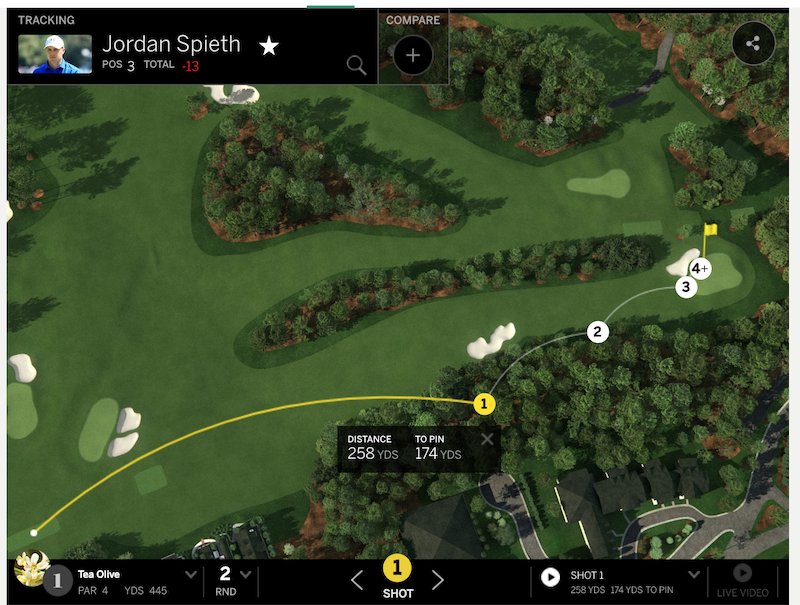 TRACKING
Jordan Spieth
POS 3 TOTAL -13
COMPARE
4+
3
2
1
DISTANCE TO PIN
258 YDS 174 YDS
1
Tea Olive
PAR 4 YDS 445
2
RND
1
SHOT
SHOT 1
258 YDS 174 YDS TO PIN
LIVE VIDEO